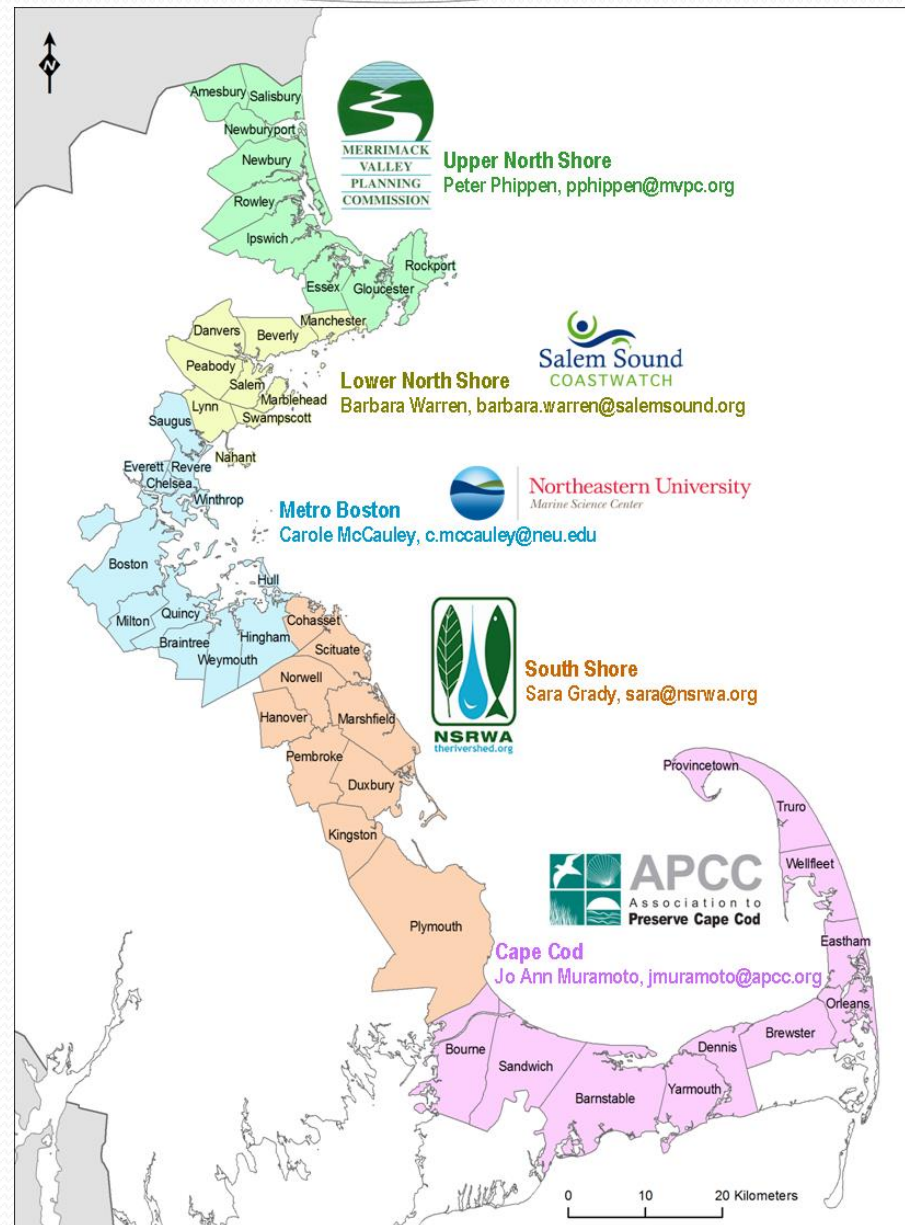 N
Amesbury
Salisbury
Newburyport
Newbury
Rowley
Ipswich
Essex
Gloucester
Rockport
MERRIMACK
VALLEY
PLANNING
COMMISSION
Upper North Shore
Peter Phippen, pphippen@mvpc.org
Danvers
Beverly
Manchester
Peabody
Salem
Marblehead
Lynn
Swampscott
Nahant
Salem Sound
COASTWATCH
Lower North Shore
Barbara Warren, barbara.warren@salemsound.org
Saugus
Everett
Revere
Chelsea
Winthrop
Boston
Hull
Milton
Quincy
Braintree
Weymouth
Hingham
Northeastern University
Marine Science Center
Metro Boston
Carole McCauley, c.mccauley@neu.edu
Cohasset
Scituate
Norwell
Hanover
Marshfield
Pembroke
Duxbury
Kingston
Plymouth
NSRWA
therivershed.org
South Shore
Sara Grady, sara@nsrwa.org
Provincetown
Truro
Wellfleet
Eastham
Orleans
Brewster
Dennis
Yarmouth
Barnstable
Sandwich
Bourne
APCC
Association to
Preserve Cape Cod
Cape Cod
Jo Ann Muramoto, jmuramoto@apcc.org
0 10 20 Kilometers